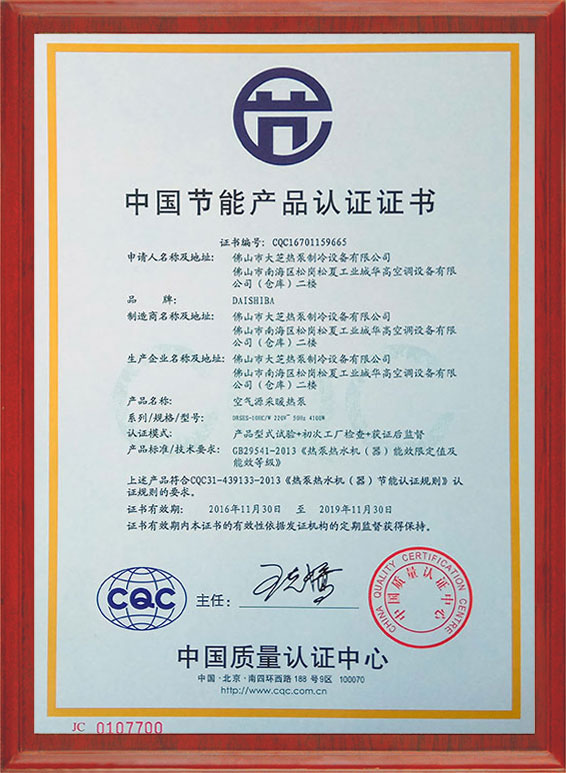 中国节能产品认证证书
证书编号：CQC16701159665
申请人名称及地址： 佛山市大芝热泵制冷设备有限公司
佛山市南海区松岗松夏工业城华高空调设备有限
公司（仓库）二楼
品 牌： DAISHIBA
制造商名称及地址： 佛山市大芝热泵制冷设备有限公司
佛山市南海区松岗松夏工业城华高空调设备有限
公司（仓库）二楼
生产企业名称及地址： 佛山市大芝热泵制冷设备有限公司
佛山市南海区松岗松夏工业城华高空调设备有限
公司（仓库）二楼
产品名称： 空气源采暖热泵
系列/规格/型号： 220V~ 50Hz 4100W
认证模式： 产品型式试验+初次工厂检查+获证后监督
产品标准/技术要求： GB29541-2013《热泵热水机（器）能效限定值及
能效等级》
上述产品符合CQC31-439133-2013《热泵热水机（器）节能认证规则》认
证规则的要求。
证书有效期： 2016年11月30日 至 2019年11月30日
证书有效期内本证书的有效性依据发证机构的定期监督获得保持。
CQC
主任：
CHINA QUALITY CERTIFICATION CENTRE
中国质量认证中心
中国质量认证中心
中国·北京·南四环西路 188 号 9区 100070
http://www.cqc.com.cn
JC 0107700